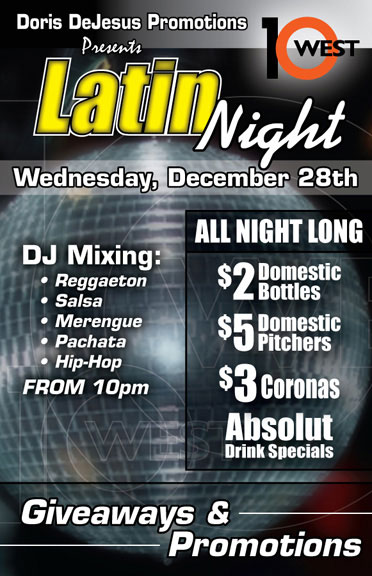 Doris DeJesus Promotions
Presents
10 WEST
Latin
Night
Wednesday, December 28th
DJ Mixing:
• Reggaeton
• Salsa
• Merengue
• Pachata
• Hip-Hop
FROM 10pm
ALL NIGHT LONG
$2 Domestic
Bottles
$5 Domestic
Pitchers
$3 Coronas
Absolut
Drink Specials
WEST
Giveaways &
Promotions